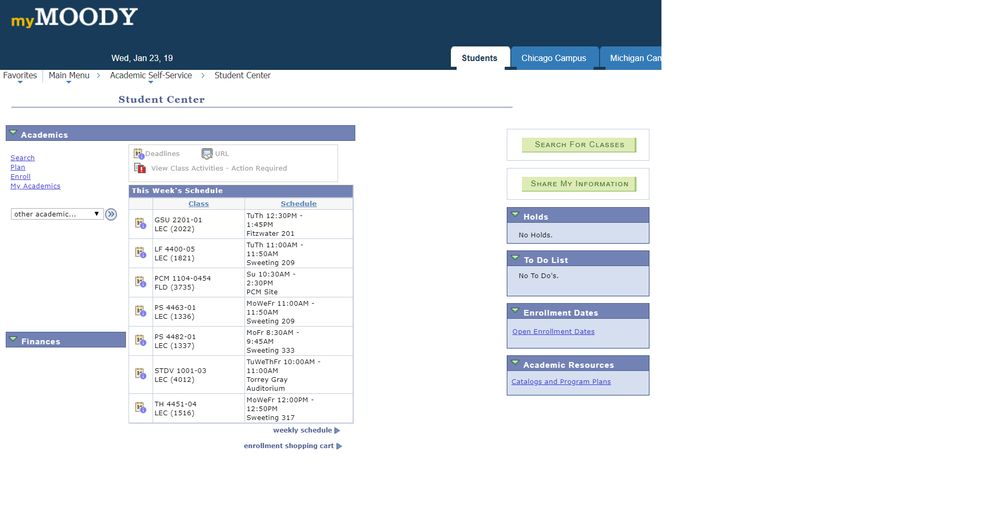 myMOODY
Wed, Jan 23, 19
Students
Chicago Campus
Michigan Cam
Favorites
Main Menu
Academic Self-Service
Student Center
Student Center
Academics
Search
Plan
Enroll
My Academics
other academic...
Finances
Deadlines
URL
View Class Activities - Action Required
This Week's Schedule
Class
Schedule
GSU 2201-01
LEC (2022)
TuTh 12:30PM -
1:45PM
Fitzwater 201
LF 4400-05
LEC (1821)
TuTh 11:00AM -
11:50AM
Sweeting 209
PCM 1104-0454
FLD (3735)
Su 10:30AM -
2:30PM
PCM Site
PS 4463-01
LEC (1336)
MoWeFr 11:00AM -
11:50AM
Sweeting 209
PS 4482-01
LEC (1337)
MoFr 8:30AM -
9:45AM
Sweeting 333
STDV 1001-03
LEC (4012)
TuWeThFr 10:00AM -
11:00AM
Torrey Gray
Auditorium
TH 4451-04
LEC (1516)
MoWeFr 12:00PM -
12:50PM
Sweeting 317
weekly schedule
enrollment shopping cart
Search For Classes
Share My Information
Holds
No Holds.
To Do List
No To Do's.
Enrollment Dates
Open Enrollment Dates
Academic Resources
Catalogs and Program Plans